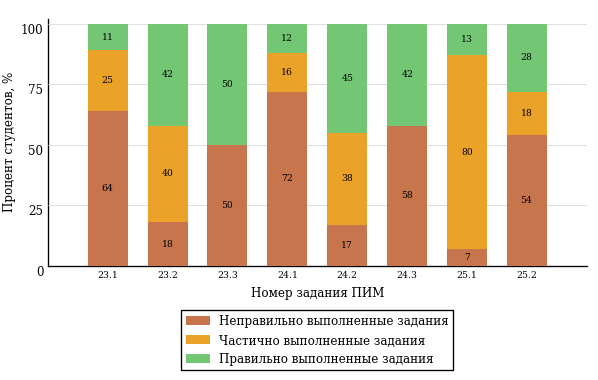 Процент студентов, %
100
11 42 50 12 45 42 13 28
75
25 40 16 38 80 18
50
64 18 50 72 17 58 7 54
25
0
23.1 23.2 23.3 24.1 24.2 24.3 25.1 25.2
Номер задания ПИМ
Неправильно выполненные задания
Частично выполненные задания
Правильно выполненные задания